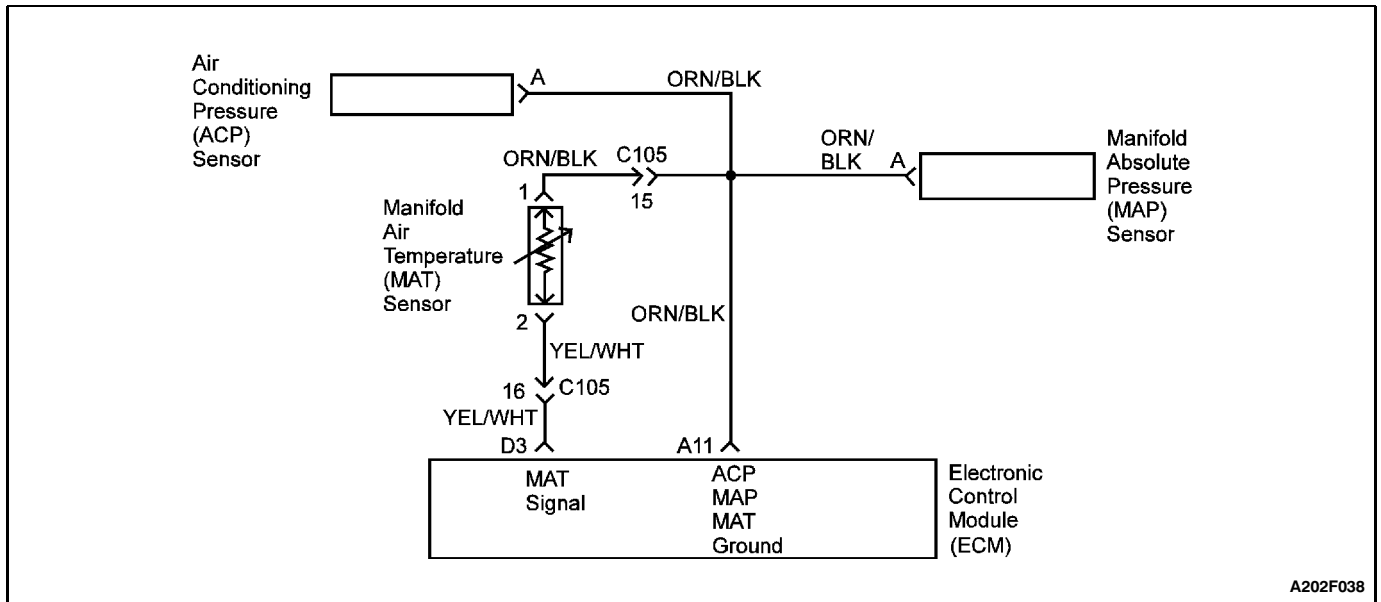 Air
Conditioning
Pressure
(ACP)
Sensor
A
ORN/BLK
ORN/
BLK
A
Manifold
Absolute
Pressure
(MAP)
Sensor
ORN/BLK
C105
15
1
Manifold
Air
Temperature
(MAT)
Sensor
2
ORN/BLK
YEL/WHT
16
C105
YEL/WHT
D3
A11
MAT
Signal
ACP
MAP
MAT
Ground
Electronic
Control
Module
(ECM)
A202F038